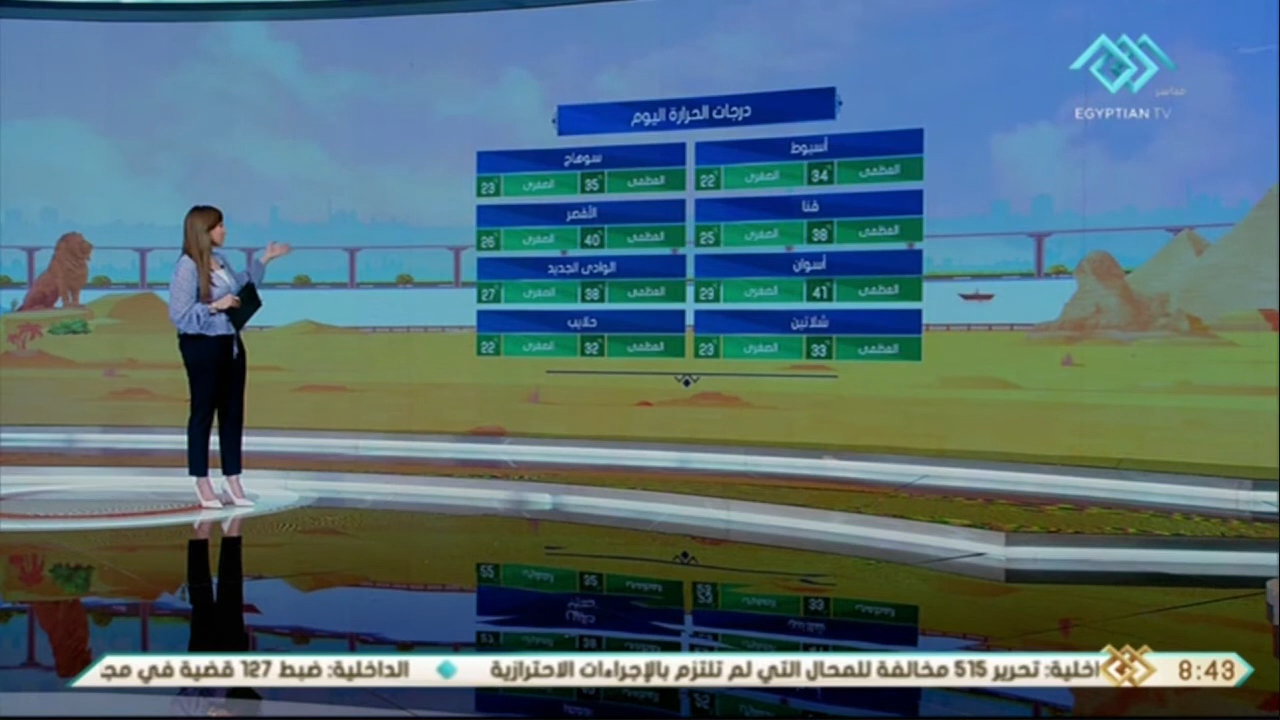 مباشر
EGYPTIAN TV
درجات الحرارة اليوم
أسيوط
العظمى 34° الصغرى 22°
سوهاج
العظمى 35° الصغرى 23°
قنا
العظمى 38° الصغرى 25°
الأقصر
العظمى 40° الصغرى 26°
أسوان
العظمى 41° الصغرى 29°
الوادى الجديد
العظمى 38° الصغرى 27°
شلاتين
العظمى 33° الصغرى 23°
حلايب
العظمى 32° الصغرى 22°
8:43 اخلية: تحرير 515 مخالفة للمحال التي لم تلتزم بالإجراءات الاحترازية الداخلية: ضبط 127 قضية في مجـ